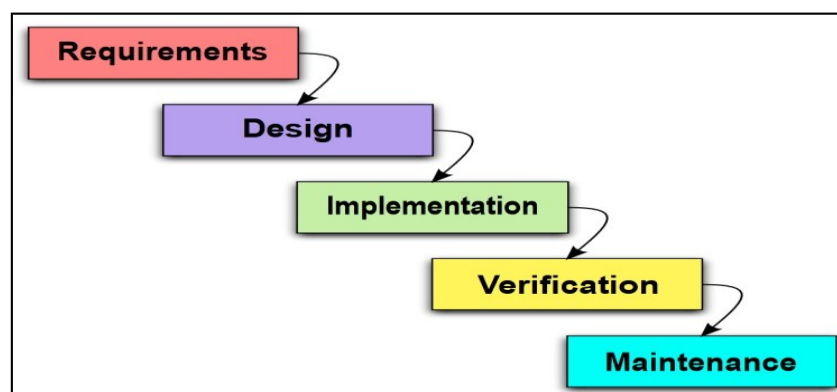 Requirements
Design
Implementation
Verification
Maintenance